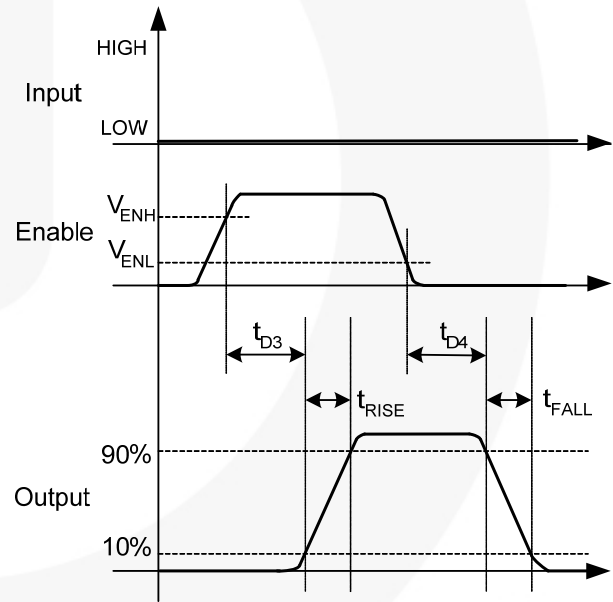 HIGH
Input
LOW
VENH
Enable
VENL
tD3
tD4
tRISE
tFALL
90%
Output
10%